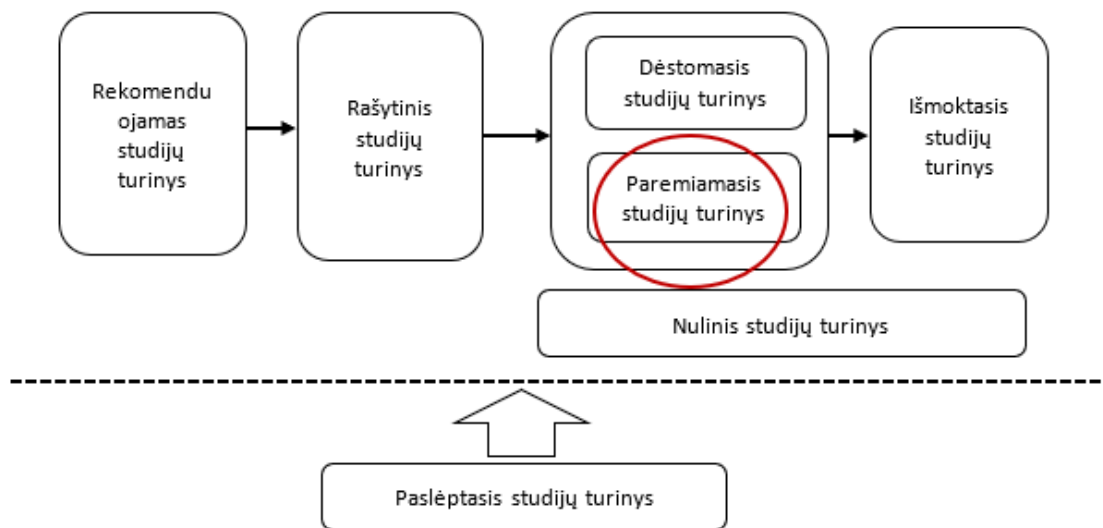 Rekomendu
ojamas
studijų
turinys
Rašytinis
studijų
turinys
Dėstomasis
studijų turinys
Paremiamasis
studijų turinys
Išmoktasis
studijų
turinys
Nulinis studijų turinys
Paslėptasis studijų turinys